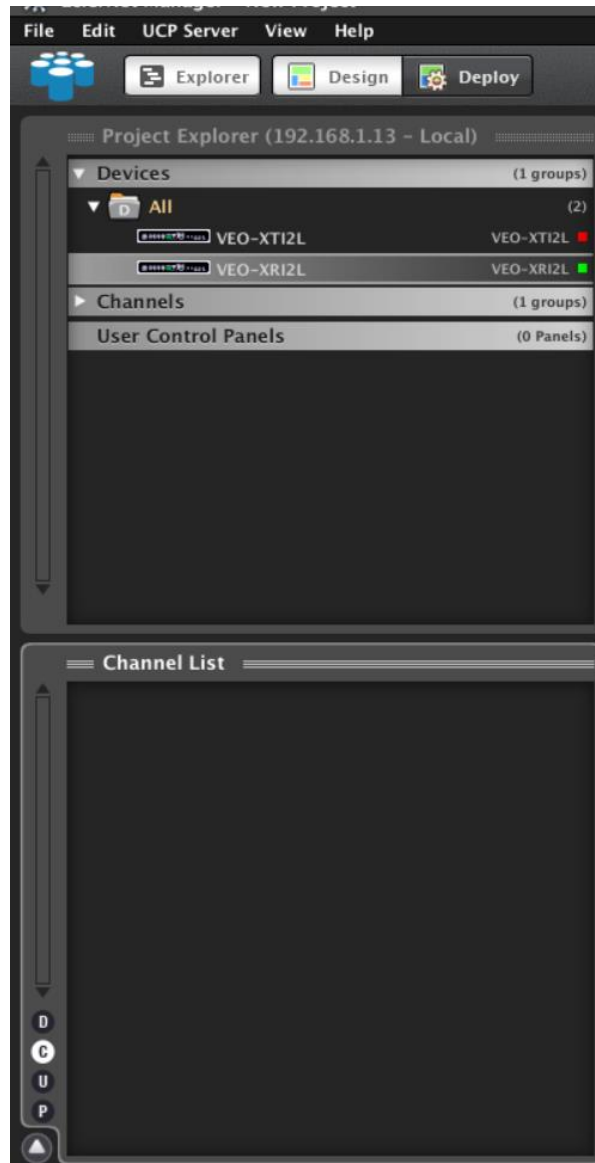 File Edit UCP Server View Help
Explorer Design Deploy
Project Explorer (192.168.1.13 – Local)
Devices (1 groups)
D All (2)
VEO-XTI2L VEO-XTI2L
VEO-XRI2L VEO-XRI2L
Channels (1 groups)
User Control Panels (0 Panels)
Channel List
D
C
U
P